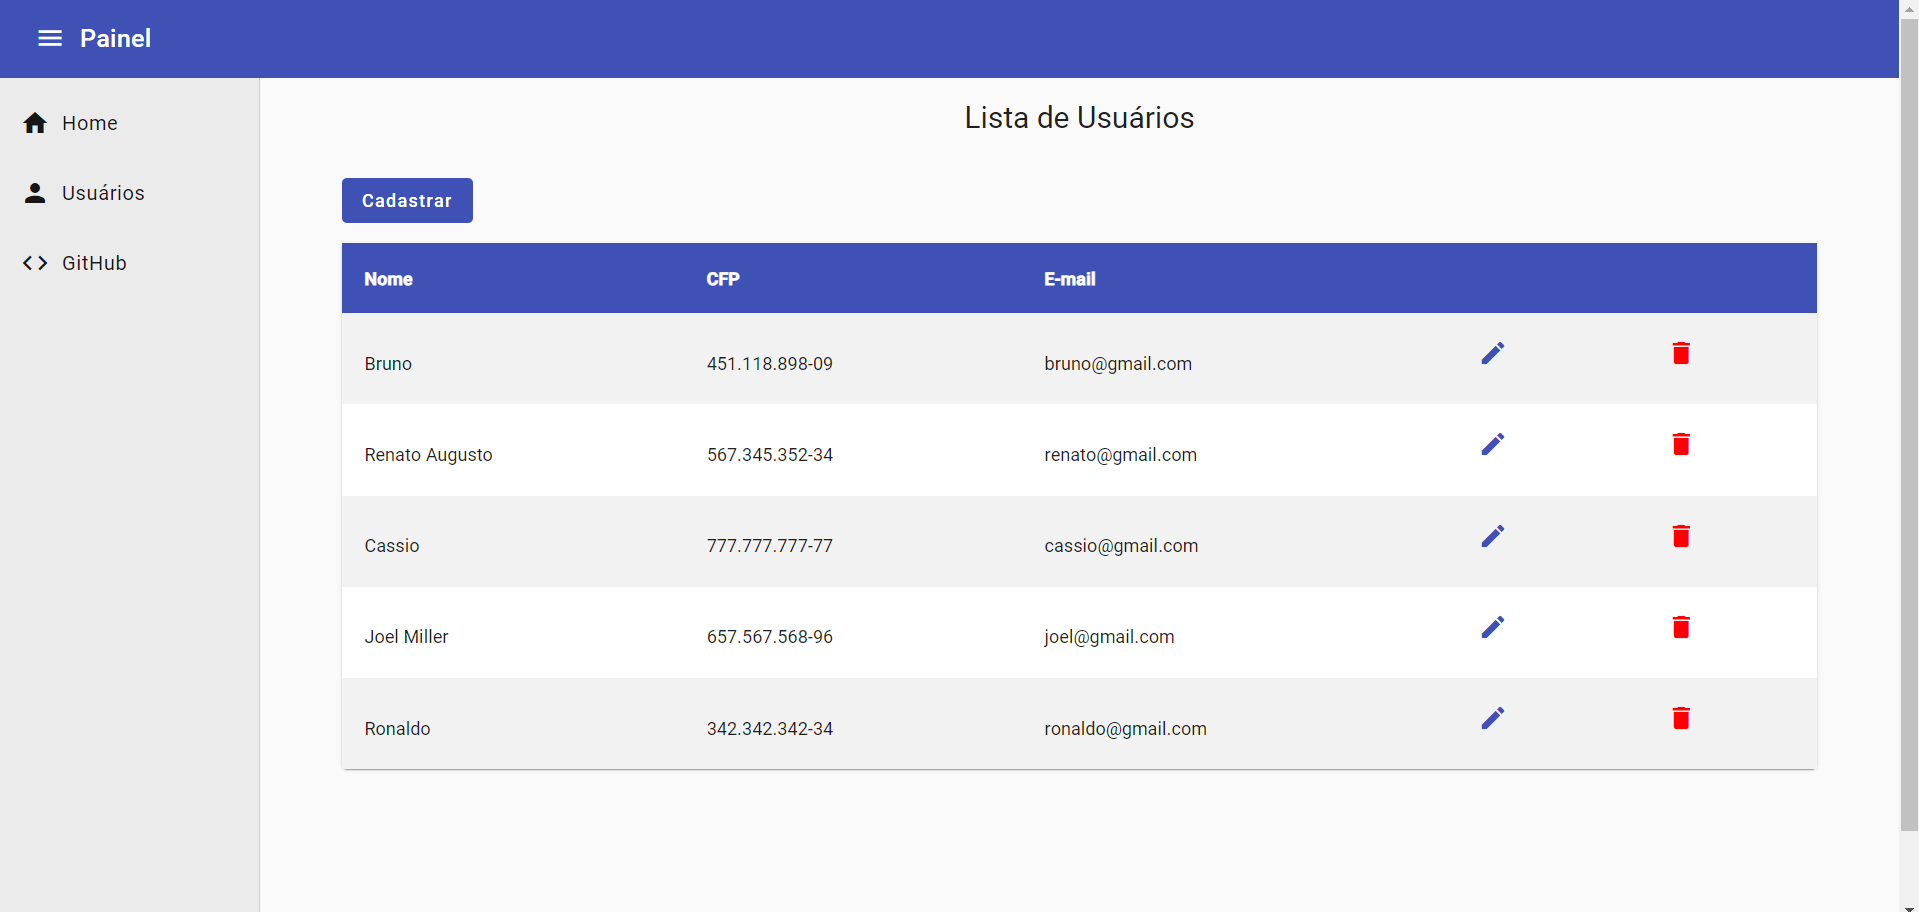 Painel
Home
Usuários
GitHub
Lista de Usuários
Cadastrar
Nome CFP E-mail
Bruno 451.118.898-09 bruno@gmail.com
Renato Augusto 567.345.352-34 renato@gmail.com
Cassio 777.777.777-77 cassio@gmail.com
Joel Miller 657.567.568-96 joel@gmail.com
Ronaldo 342.342.342-34 ronaldo@gmail.com